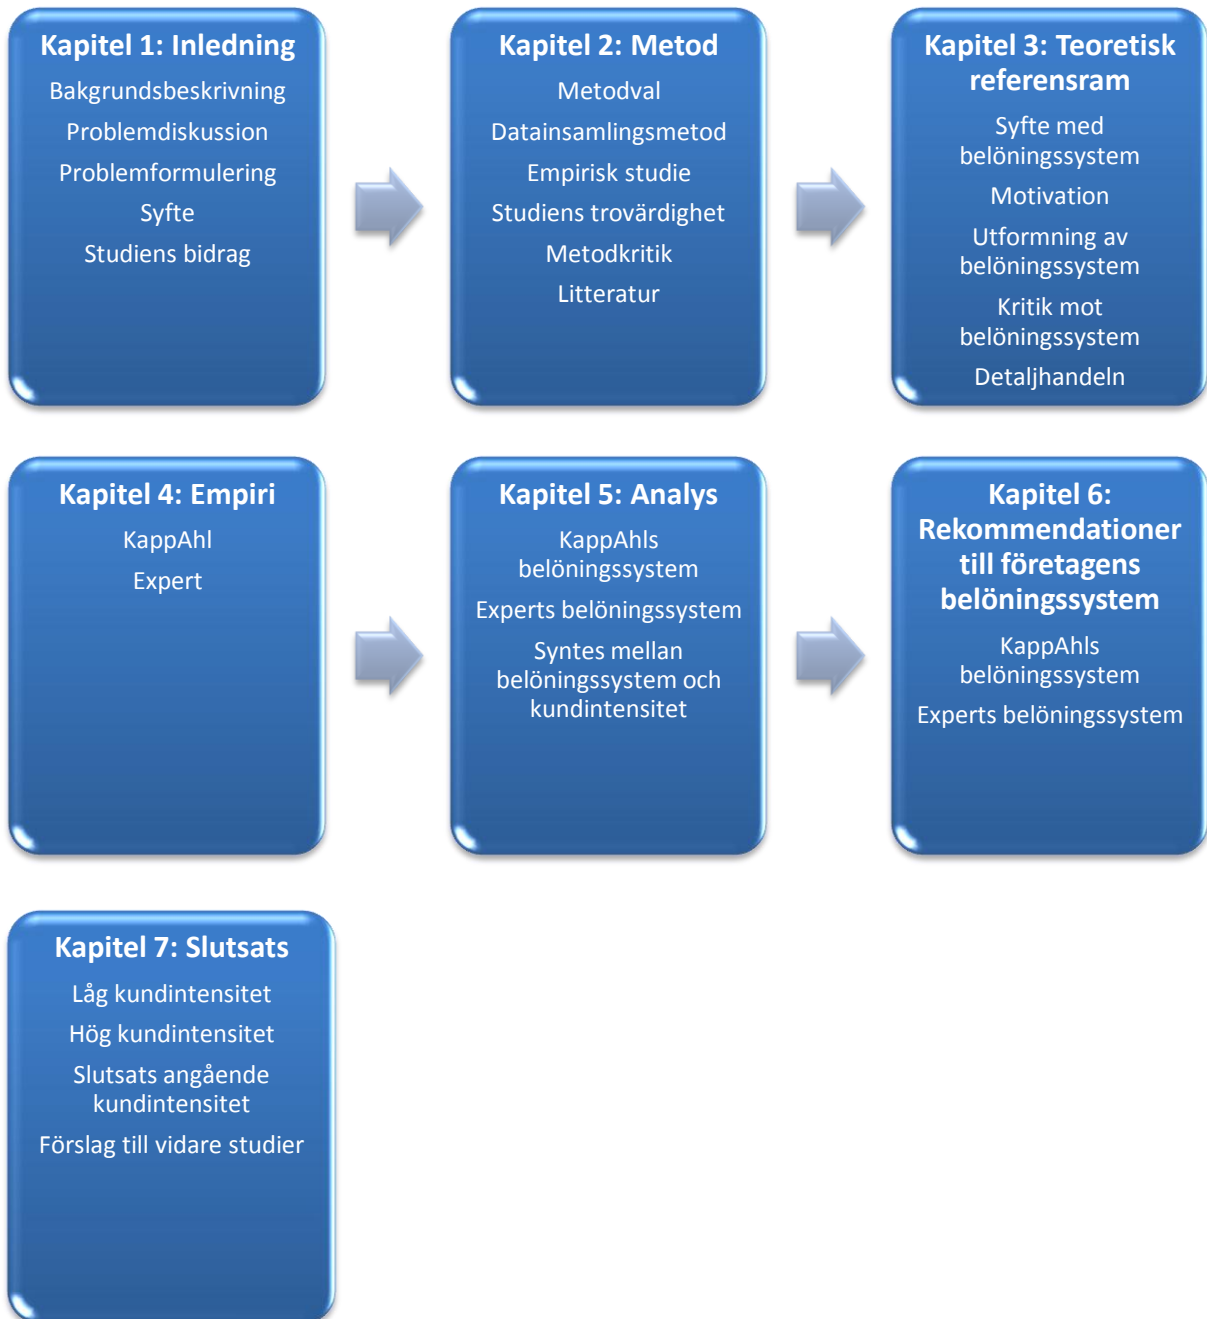 Kapitel 1: Inledning
Bakgrundsbeskrivning
Problemdiskussion
Problemformulering
Syfte
Studiens bidrag
Kapitel 2: Metod
Metodval
Datainsamlingsmetod
Empirisk studie
Studiens trovärdighet
Metodkritik
Litteratur
Kapitel 3: Teoretisk
referensram
Syfte med
belöningssystem
Motivation
Utformning av
belöningssystem
Kritik mot
belöningssystem
Detaljhandeln
Kapitel 4: Empiri
KappAhl
Expert
Kapitel 5: Analys
KappAhls
belöningssystem
Experts belöningssystem
Syntes mellan
belöningssystem och
kundintensitet
Kapitel 6:
Rekommendationer
till företagens
belöningssystem
KappAhls
belöningssystem
Experts belöningssystem
Kapitel 7: Slutsats
Låg kundintensitet
Hög kundintensitet
Slutsats angående
kundintensitet
Förslag till vidare studier